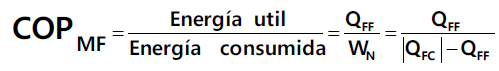 COP_MF = Energía util / Energía consumida = Q_FF / W_N = Q_FF / |Q_FC| − Q_FF